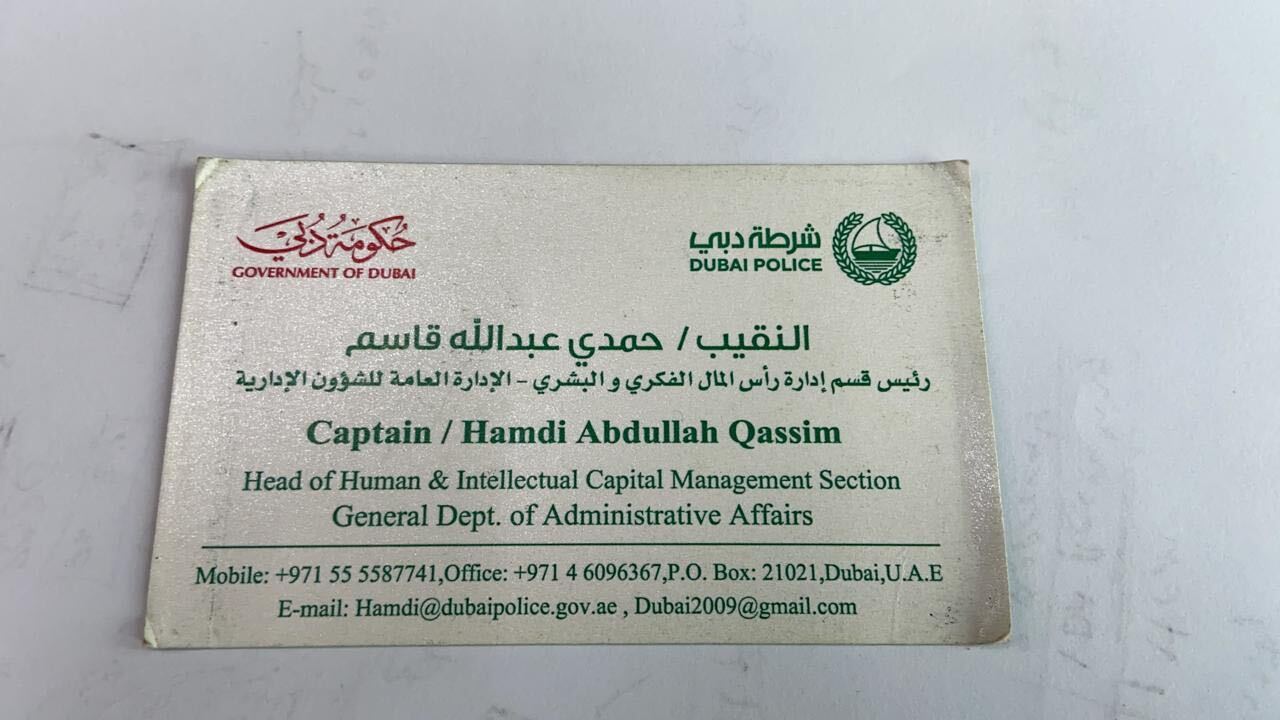 حكومة دبي
GOVERNMENT OF DUBAI
شرطة دبي
DUBAI POLICE
النقيب / حمدي عبدالله قاسم
رئيس قسم إدارة رأس المال الفكري و البشري - الإدارة العامة للشؤون الإدارية
Captain / Hamdi Abdullah Qassim
Head of Human & Intellectual Capital Management Section
General Dept. of Administrative Affairs
Mobile: +971 55 5587741,Office: +971 4 6096367,P.O. Box: 21021,Dubai,U.A.E
E-mail: Hamdi@dubaipolice.gov.ae , Dubai2009@gmail.com